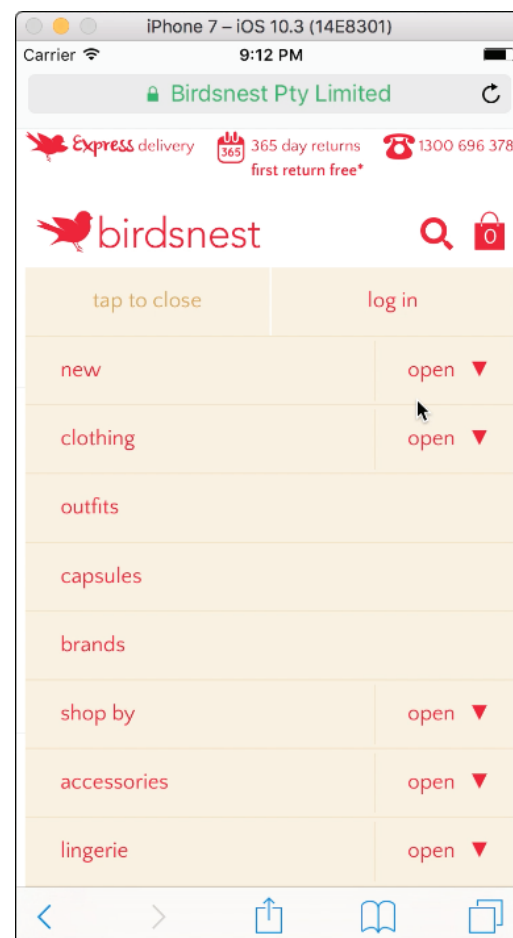 iPhone 7 – iOS 10.3 (14E8301)
Carrier 9:12 PM
Birdsnest Pty Limited
Express delivery 365 365 day returns 1300 696 378
first return free*
birdsnest 0
tap to close log in
new open ▼
clothing open ▼
outfits
capsules
brands
shop by open ▼
accessories open ▼
lingerie open ▼